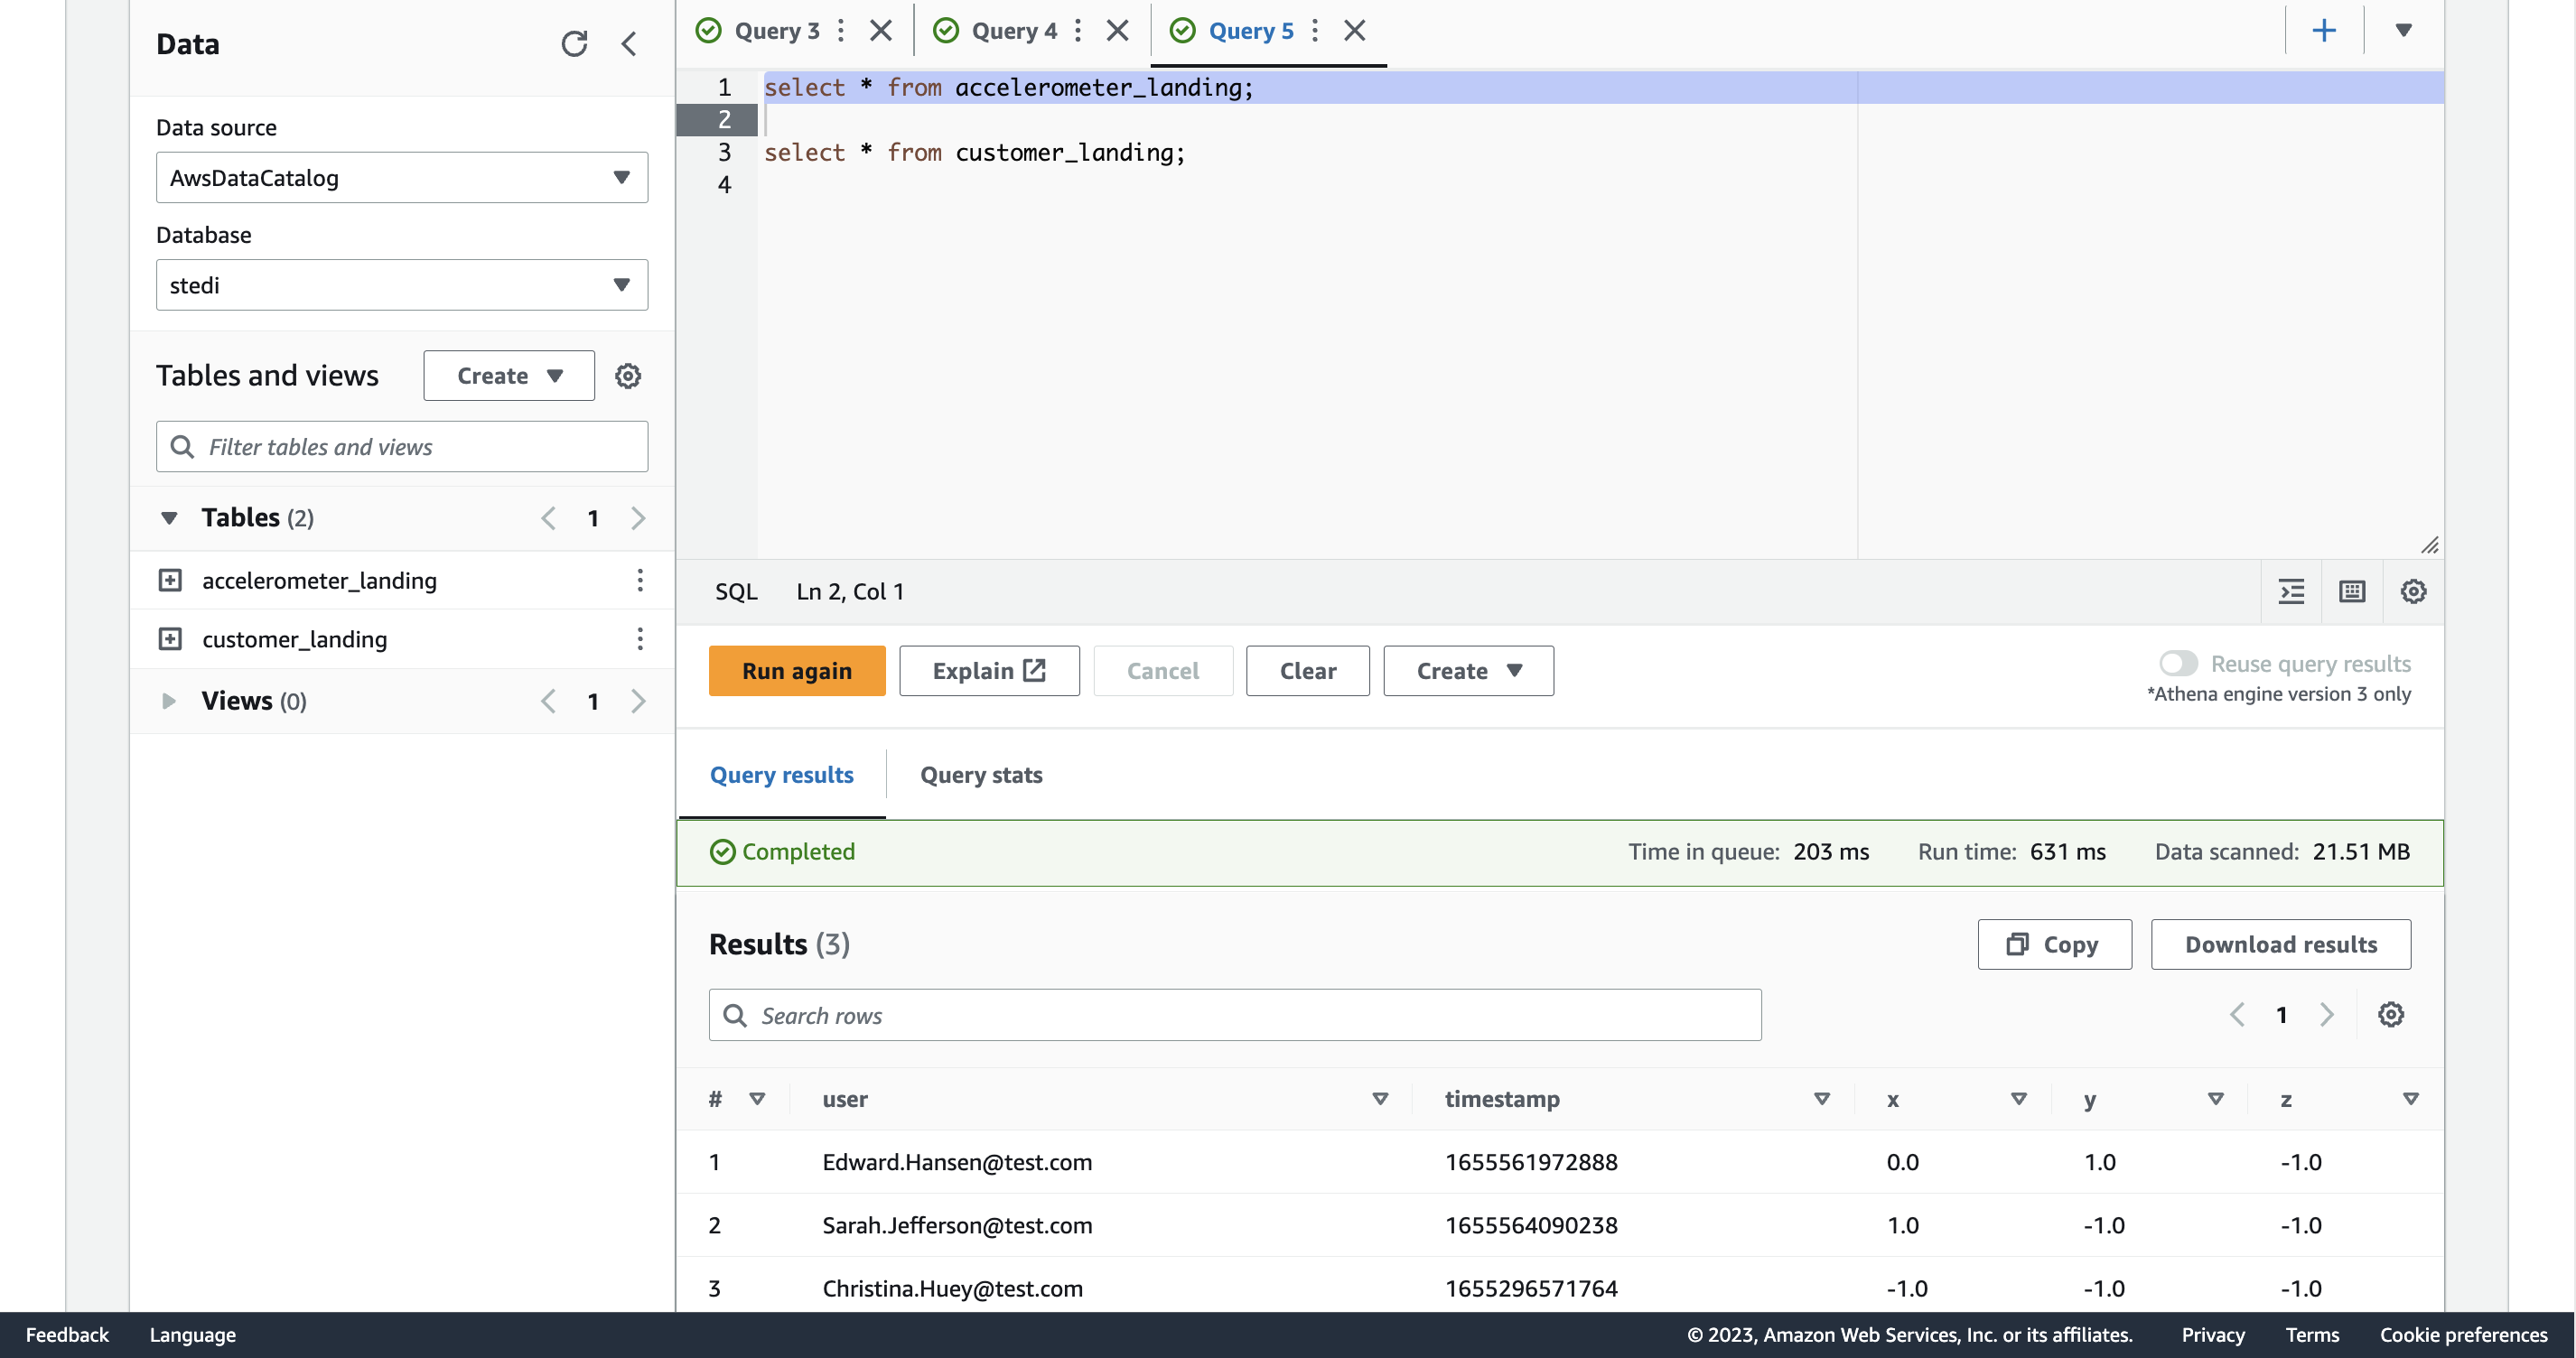 Data
Data source
AwsDataCatalog
Database
stedi
Tables and views
Create
Filter tables and views
Tables (2)
1
accelerometer_landing
customer_landing
Views (0)
1
Query 3
Query 4
Query 5
1 select * from accelerometer_landing;
2
3 select * from customer_landing;
4
SQL Ln 2, Col 1
Run again
Explain
Cancel
Clear
Create
Reuse query results
*Athena engine version 3 only
Query results
Query stats
Completed
Time in queue: 203 ms
Run time: 631 ms
Data scanned: 21.51 MB
Results (3)
Copy
Download results
Search rows
1
# user timestamp x y z
1 Edward.Hansen@test.com 1655561972888 0.0 1.0 -1.0
2 Sarah.Jefferson@test.com 1655564090238 1.0 -1.0 -1.0
3 Christina.Huey@test.com 1655296571764 -1.0 -1.0 -1.0
Feedback
Language
© 2023, Amazon Web Services, Inc. or its affiliates.
Privacy
Terms
Cookie preferences